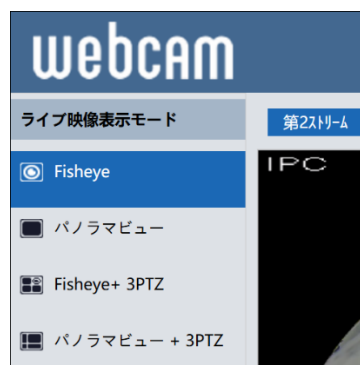 webcam
ライブ映像表示モード
第2ストリーム
Fisheye
IPC
パノラマビュー
Fisheye+ 3PTZ
パノラマビュー + 3PTZ